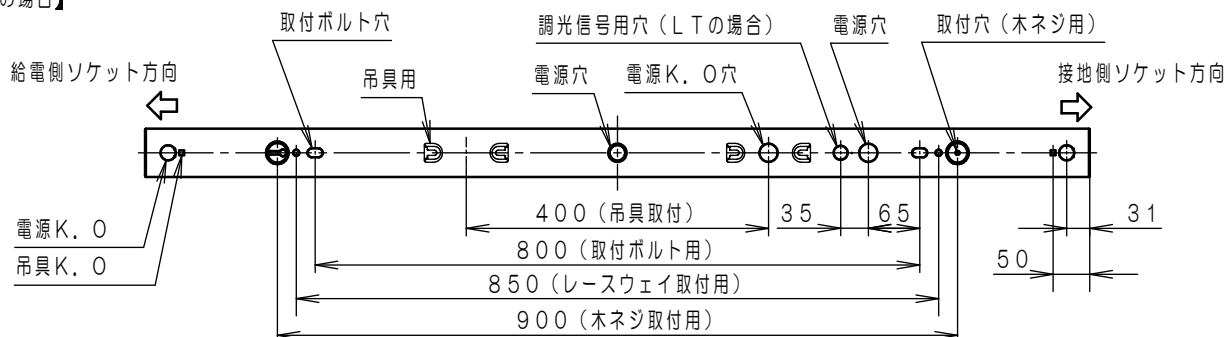 の場合】
取付ボルト穴
調光信号用穴（ＬＴの場合）
電源穴
取付穴（木ネジ用）
給電側ソケット方向
吊具用
電源穴
電源Ｋ．Ｏ穴
接地側ソケット方向
電源Ｋ．Ｏ
吊具Ｋ．Ｏ
４００（吊具取付）
３５
６５
３１
８００（取付ボルト用）
５０
８５０（レースウェイ取付用）
９００（木ネジ取付用）